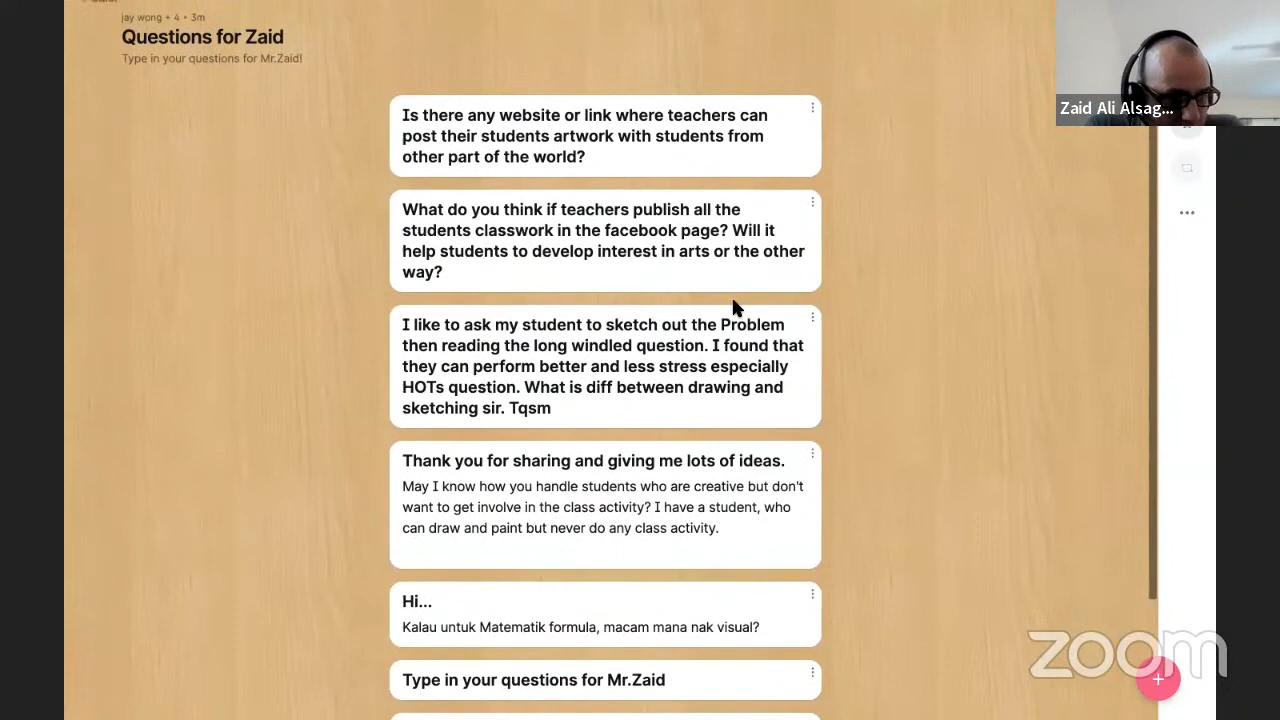 jay wong + 4 • 3m
Questions for Zaid
Type in your questions for Mr.Zaid!
Zaid Ali Alsag...
Is there any website or link where teachers can
post their students artwork with students from
other part of the world?
What do you think if teachers publish all the
students classwork in the facebook page? Will it
help students to develop interest in arts or the other
way?
I like to ask my student to sketch out the Problem
then reading the long windled question. I found that
they can perform better and less stress especially
HOTs question. What is diff between drawing and
sketching sir. Tqsm
Thank you for sharing and giving me lots of ideas.
May I know how you handle students who are creative but don't
want to get involve in the class activity? I have a student, who
can draw and paint but never do any class activity.
Hi...
Kalau untuk Matematik formula, macam mana nak visual?
Type in your questions for Mr.Zaid
zoom